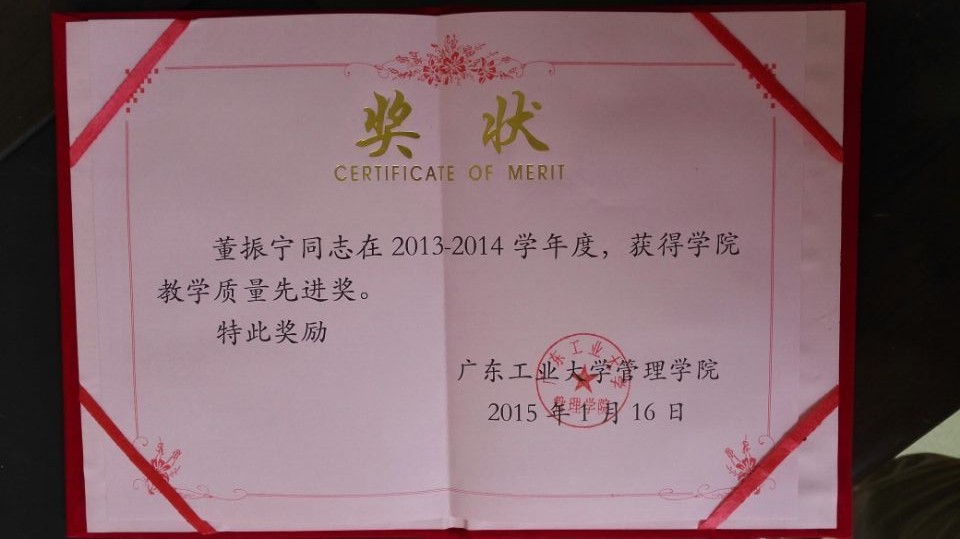 奖状
CERTIFICATE OF MERIT
董振宁同志在 2013-2014 学年度，获得学院
教学质量先进奖。
特此奖励
广东工业大学管理学院
2015 年 1 月 16 日
广东工业大学
管理学院